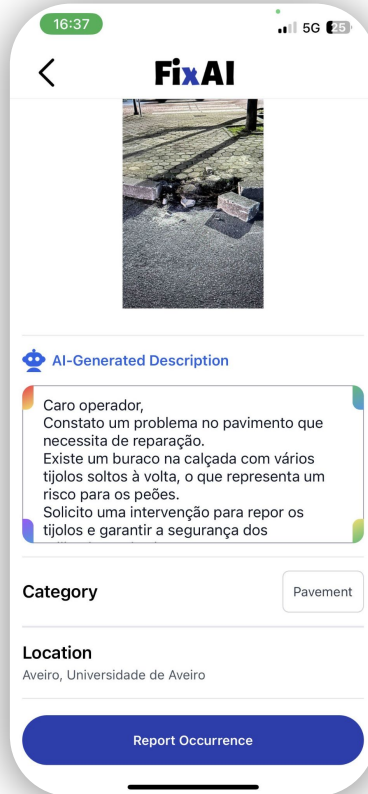 16:37
5G 25
FixAI
AI-Generated Description
Caro operador,
Constato um problema no pavimento que
necessita de reparação.
Existe um buraco na calçada com vários
tijolos soltos à volta, o que representa um
risco para os peões.
Solicito uma intervenção para repor os
tijolos e garantir a segurança dos
Category
Pavement
Location
Aveiro, Universidade de Aveiro
Report Occurrence